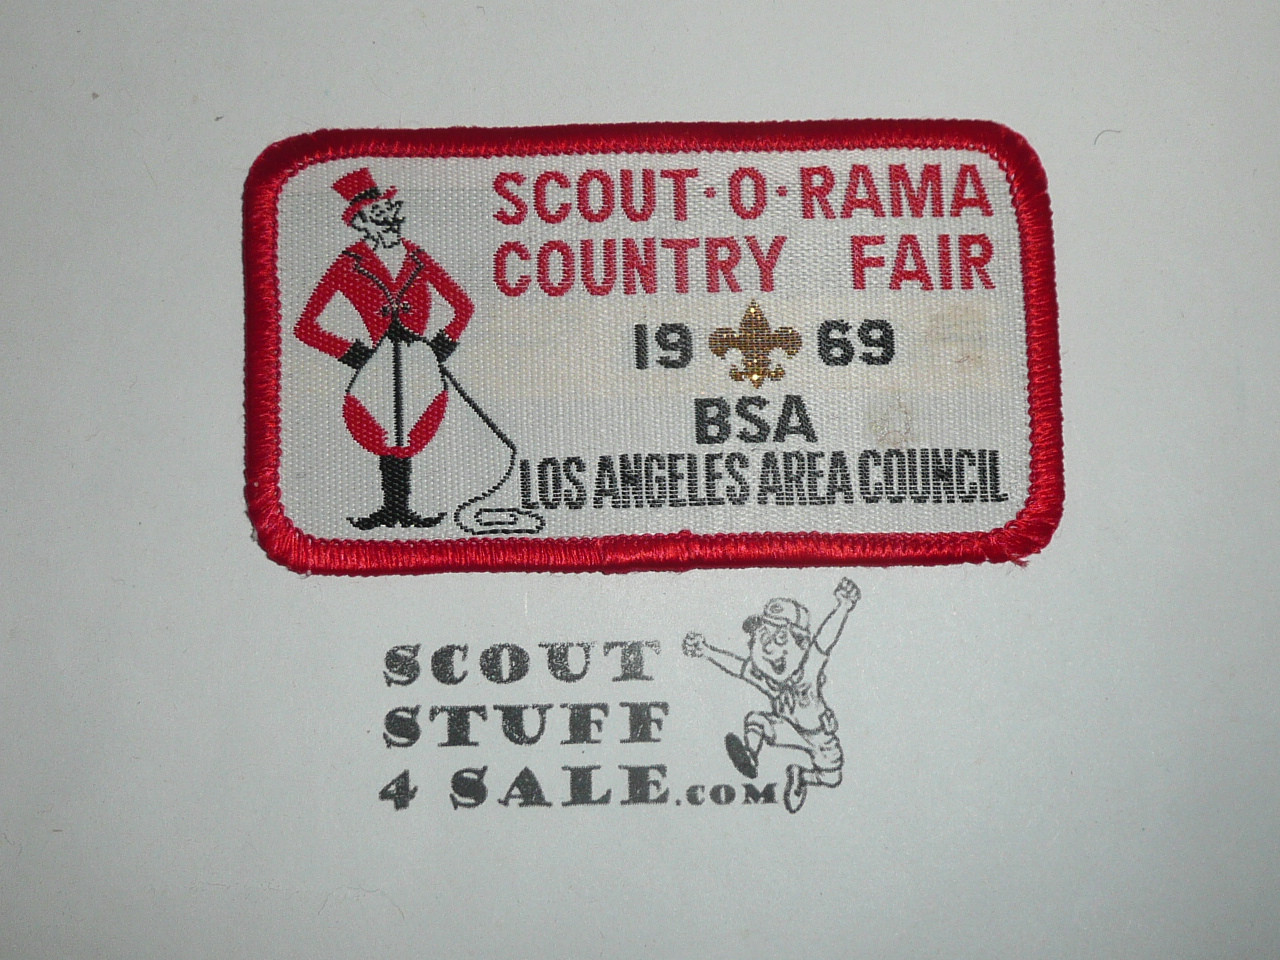 SCOUT·O·RAMA
COUNTRY FAIR
19 69
BSA
LOS ANGELES AREA COUNCIL
SCOUT
STUFF
4 SALE.COM